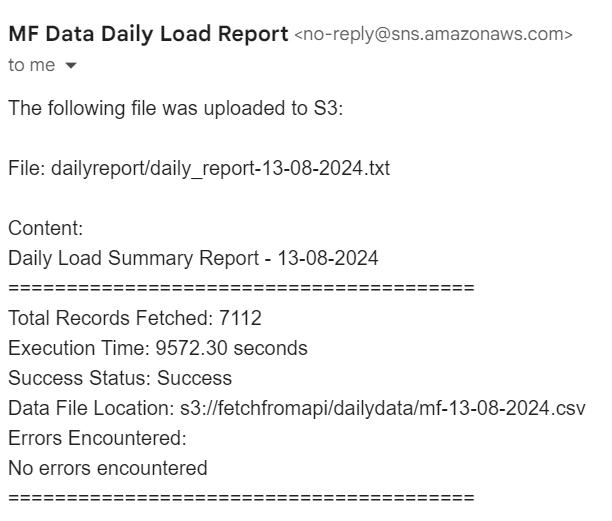 MF Data Daily Load Report <no-reply@sns.amazonaws.com>
to me
The following file was uploaded to S3:
File: dailyreport/daily_report-13-08-2024.txt
Content:
Daily Load Summary Report - 13-08-2024
========================================
Total Records Fetched: 7112
Execution Time: 9572.30 seconds
Success Status: Success
Data File Location: s3://fetchfromapi/dailydata/mf-13-08-2024.csv
Errors Encountered:
No errors encountered
========================================